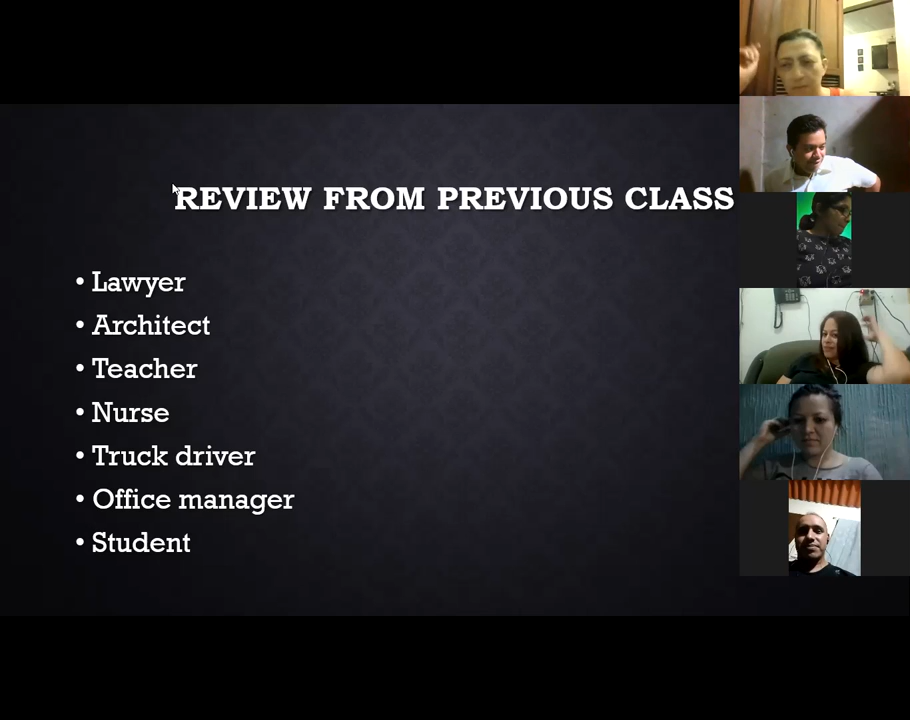 REVIEW FROM PREVIOUS CLASS
• Lawyer
• Architect
• Teacher
• Nurse
• Truck driver
• Office manager
• Student